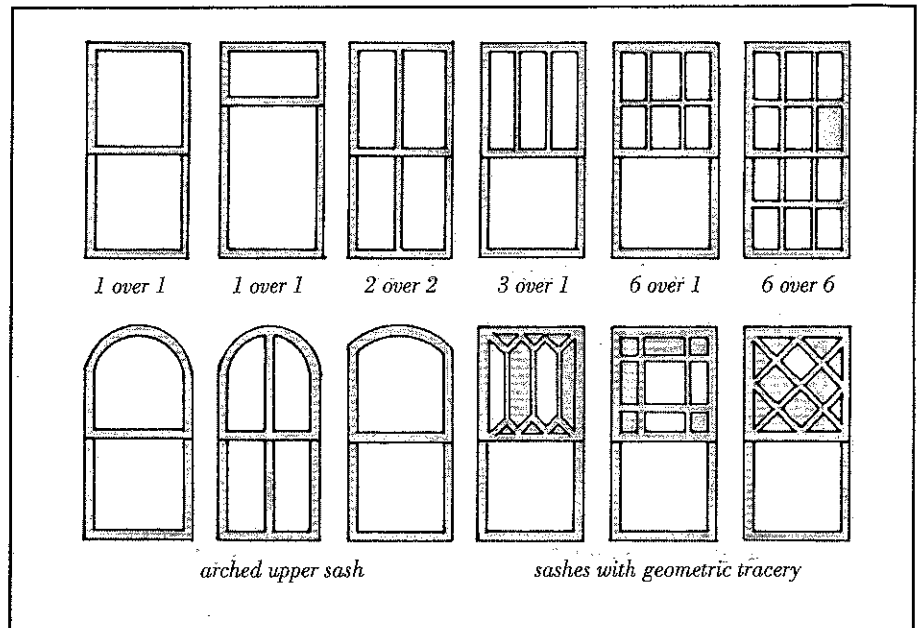 1 over 1 1 over 1 2 over 2 3 over 1 6 over 1 6 over 6
arched upper sash sashes with geometric tracery